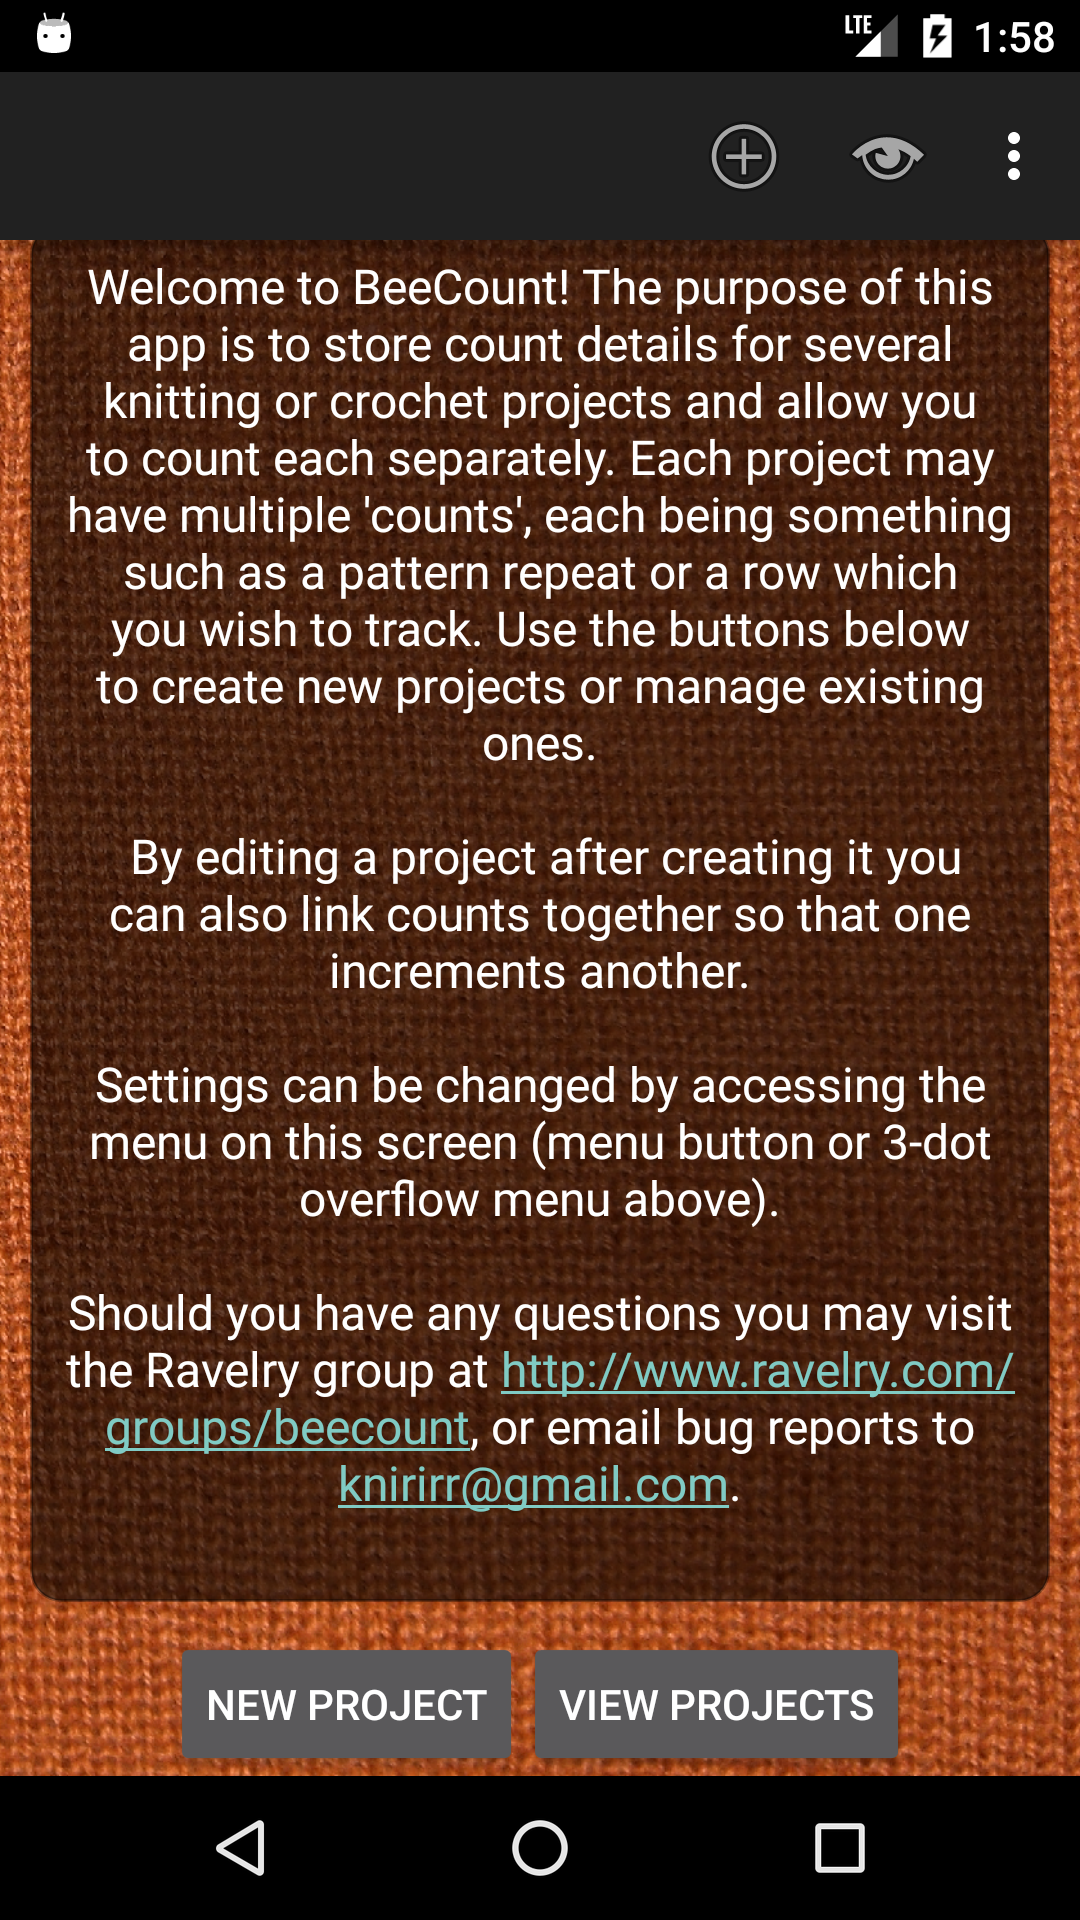 LTE 1:58
Welcome to BeeCount! The purpose of this
app is to store count details for several
knitting or crochet projects and allow you
to count each separately. Each project may
have multiple 'counts', each being something
such as a pattern repeat or a row which
you wish to track. Use the buttons below
to create new projects or manage existing
ones.
By editing a project after creating it you
can also link counts together so that one
increments another.
Settings can be changed by accessing the
menu on this screen (menu button or 3-dot
overflow menu above).
Should you have any questions you may visit
the Ravelry group at http://www.ravelry.com/
groups/beecount, or email bug reports to
knirirr@gmail.com.
NEW PROJECT VIEW PROJECTS